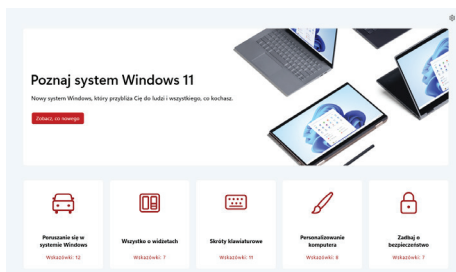 Poznaj system Windows 11
Nowy system Windows, który przybliża Cię do ludzi i wszystkiego, co kochasz.
Zobacz, co nowego
Poruszanie się w
systemie Windows
Wskazówki: 12
Wszystko o widżetach
Wskazówki: 7
Skróty klawiaturowe
Wskazówki: 11
Personalizowanie
komputera
Wskazówki: 8
Zadbaj o
bezpieczeństwo
Wskazówki: 7